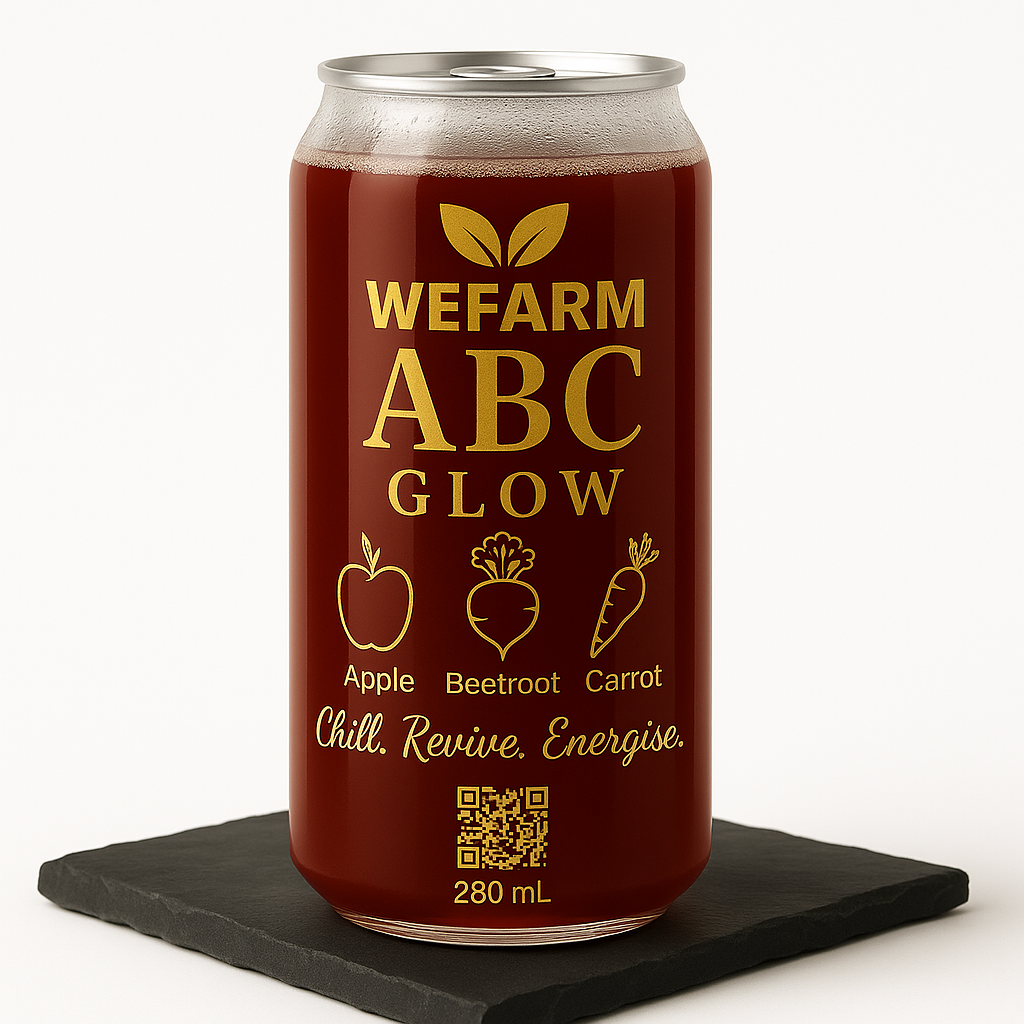 WEFARM
ABC
GLOW
Apple Beetroot Carrot
Chill. Revive. Energise.
280 mL